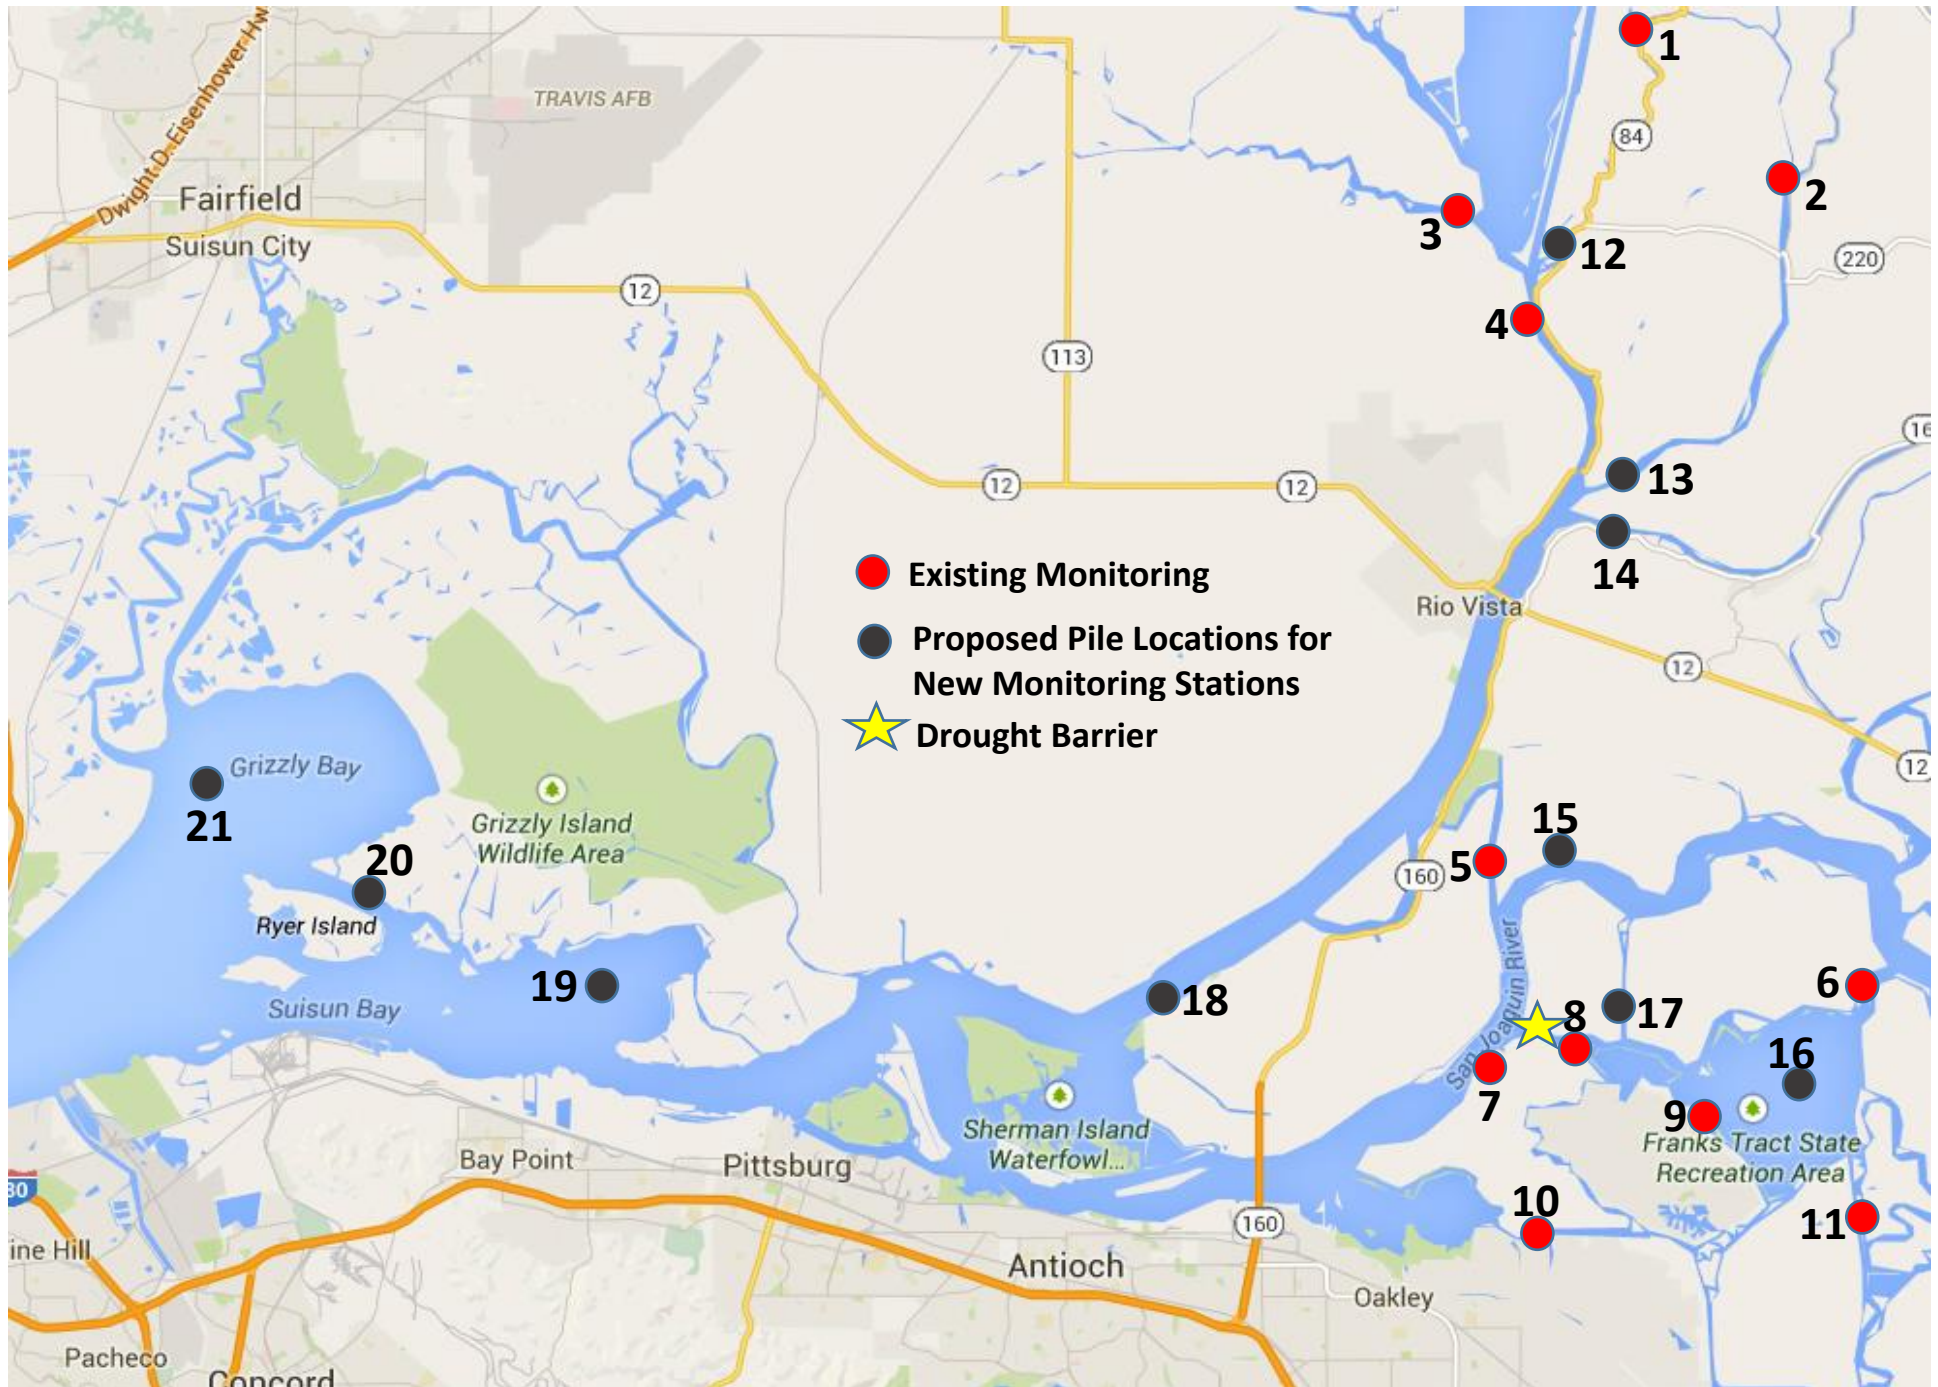 Dwight D. Eisenhower Hw
TRAVIS AFB
1
84
2
Fairfield
Suisun City
3
12
220
12
4
113
16
13
12
12
14
Existing Monitoring
Rio Vista
Proposed Pile Locations for
New Monitoring Stations
12
Drought Barrier
Grizzly Bay
12
21
Grizzly Island
Wildlife Area
15
20
5
160
Ryer Island
San Joaquin River
19
6
Suisun Bay
18
8
17
16
7
9
Sherman Island
Waterfowl...
Franks Tract State
Recreation Area
Bay Point
Pittsburg
80
10
160
11
ine Hill
Antioch
Oakley
Pacheco
Concord